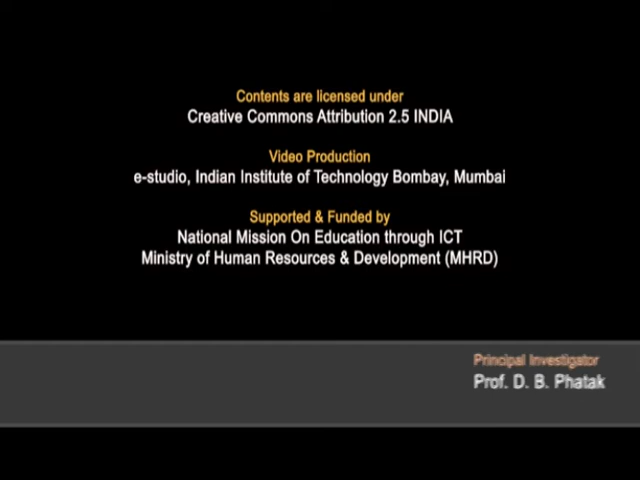 Contents are licensed under
Creative Commons Attribution 2.5 INDIA
Video Production
e-studio, Indian Institute of Technology Bombay, Mumbai
Supported & Funded by
National Mission On Education through ICT
Ministry of Human Resources & Development (MHRD)
Principal Investigator
Prof. D. B. Phatak